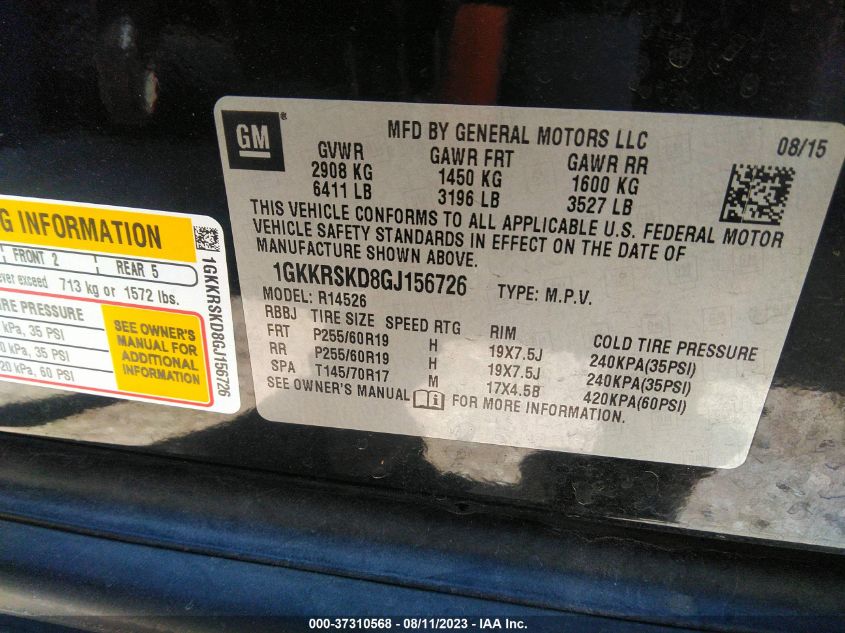 GM
MFD BY GENERAL MOTORS LLC 08/15
GVWR GAWR FRT GAWR RR
2908 KG 1450 KG 1600 KG
6411 LB 3196 LB 3527 LB
THIS VEHICLE CONFORMS TO ALL APPLICABLE U.S. FEDERAL MOTOR
VEHICLE SAFETY STANDARDS IN EFFECT ON THE DATE OF
MANUFACTURE SHOWN ABOVE.
1GKKRSKD8GJ156726 TYPE: M.P.V.
MODEL: R14526
RBBJ TIRE SIZE SPEED RTG RIM COLD TIRE PRESSURE
FRT P255/60R19 H 19X7.5J 240KPA(35PSI)
RR P255/60R19 H 19X7.5J 240KPA(35PSI)
SPA T145/70R17 M 17X4.5B 420KPA(60PSI)
SEE OWNER'S MANUAL FOR MORE INFORMATION.
G INFORMATION
FRONT 2 REAR 5
ever exceed 713 kg or 1572 lbs.
E PRESSURE
kPa, 35 PSI
0 kPa, 35 PSI
20 kPa, 60 PSI
SEE OWNER'S
MANUAL FOR
ADDITIONAL
INFORMATION
1GKKRSKD8GJ156726
000-37310568 - 08/11/2023 - IAA Inc.